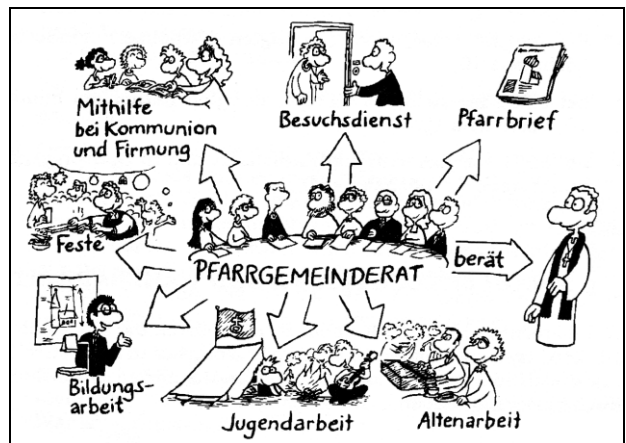 Mithilfe
bei Kommunion
und Firmung
Besuchsdienst
Pfarrbrief
Feste
PFARRGEMEINDERAT
berät
Bildungs-
arbeit
Jugendarbeit
Altenarbeit